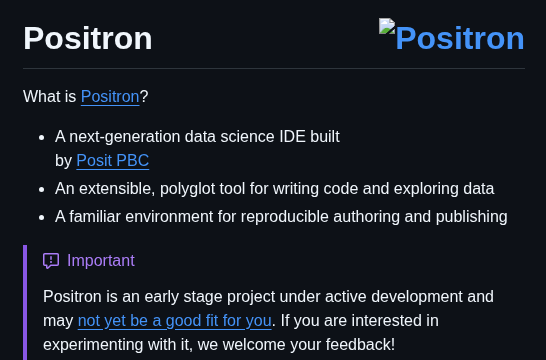 Positron Positron
What is Positron?
• A next-generation data science IDE built
by Posit PBC
• An extensible, polyglot tool for writing code and exploring data
• A familiar environment for reproducible authoring and publishing
Important
Positron is an early stage project under active development and
may not yet be a good fit for you. If you are interested in
experimenting with it, we welcome your feedback!